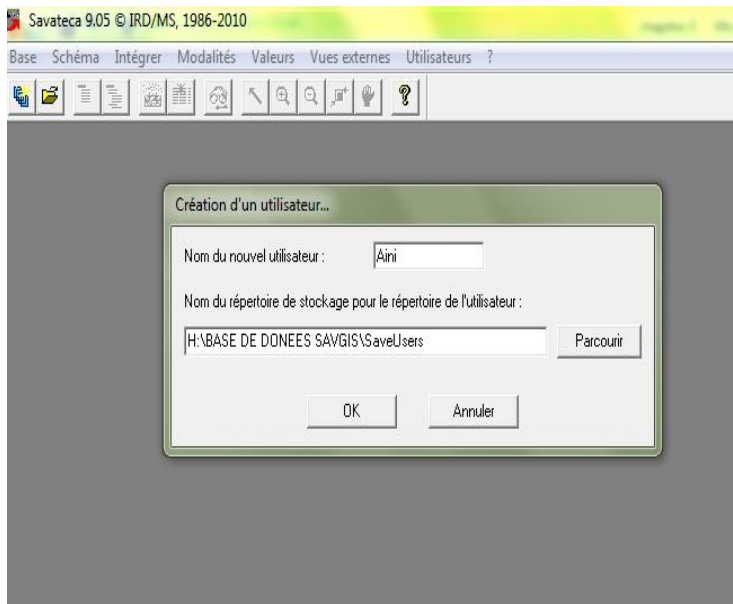 Savateca 9.05 © IRD/MS, 1986-2010
Base Schéma Intégrer Modalités Valeurs Vues externes Utilisateurs ?
Création d'un utilisateur...
Nom du nouvel utilisateur : Aini
Nom du répertoire de stockage pour le répertoire de l'utilisateur :
H:\BASE DE DONEES SAVGIS\SaveUsers Parcourir
OK Annuler